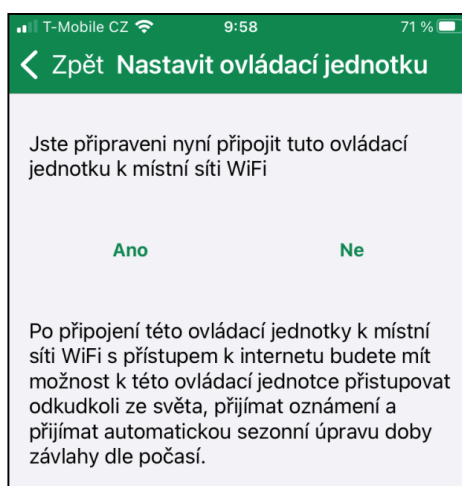 T-Mobile CZ 9:58 71 %
Zpět Nastavit ovládací jednotku
Jste připraveni nyní připojit tuto ovládací
jednotku k místní síti WiFi
Ano Ne
Po připojení této ovládací jednotky k místní
síti WiFi s přístupem k internetu budete mít
možnost k této ovládací jednotce přistupovat
odkudkoli ze světa, přijímat oznámení a
přijímat automatickou sezonní úpravu doby
závlahy dle počasí.